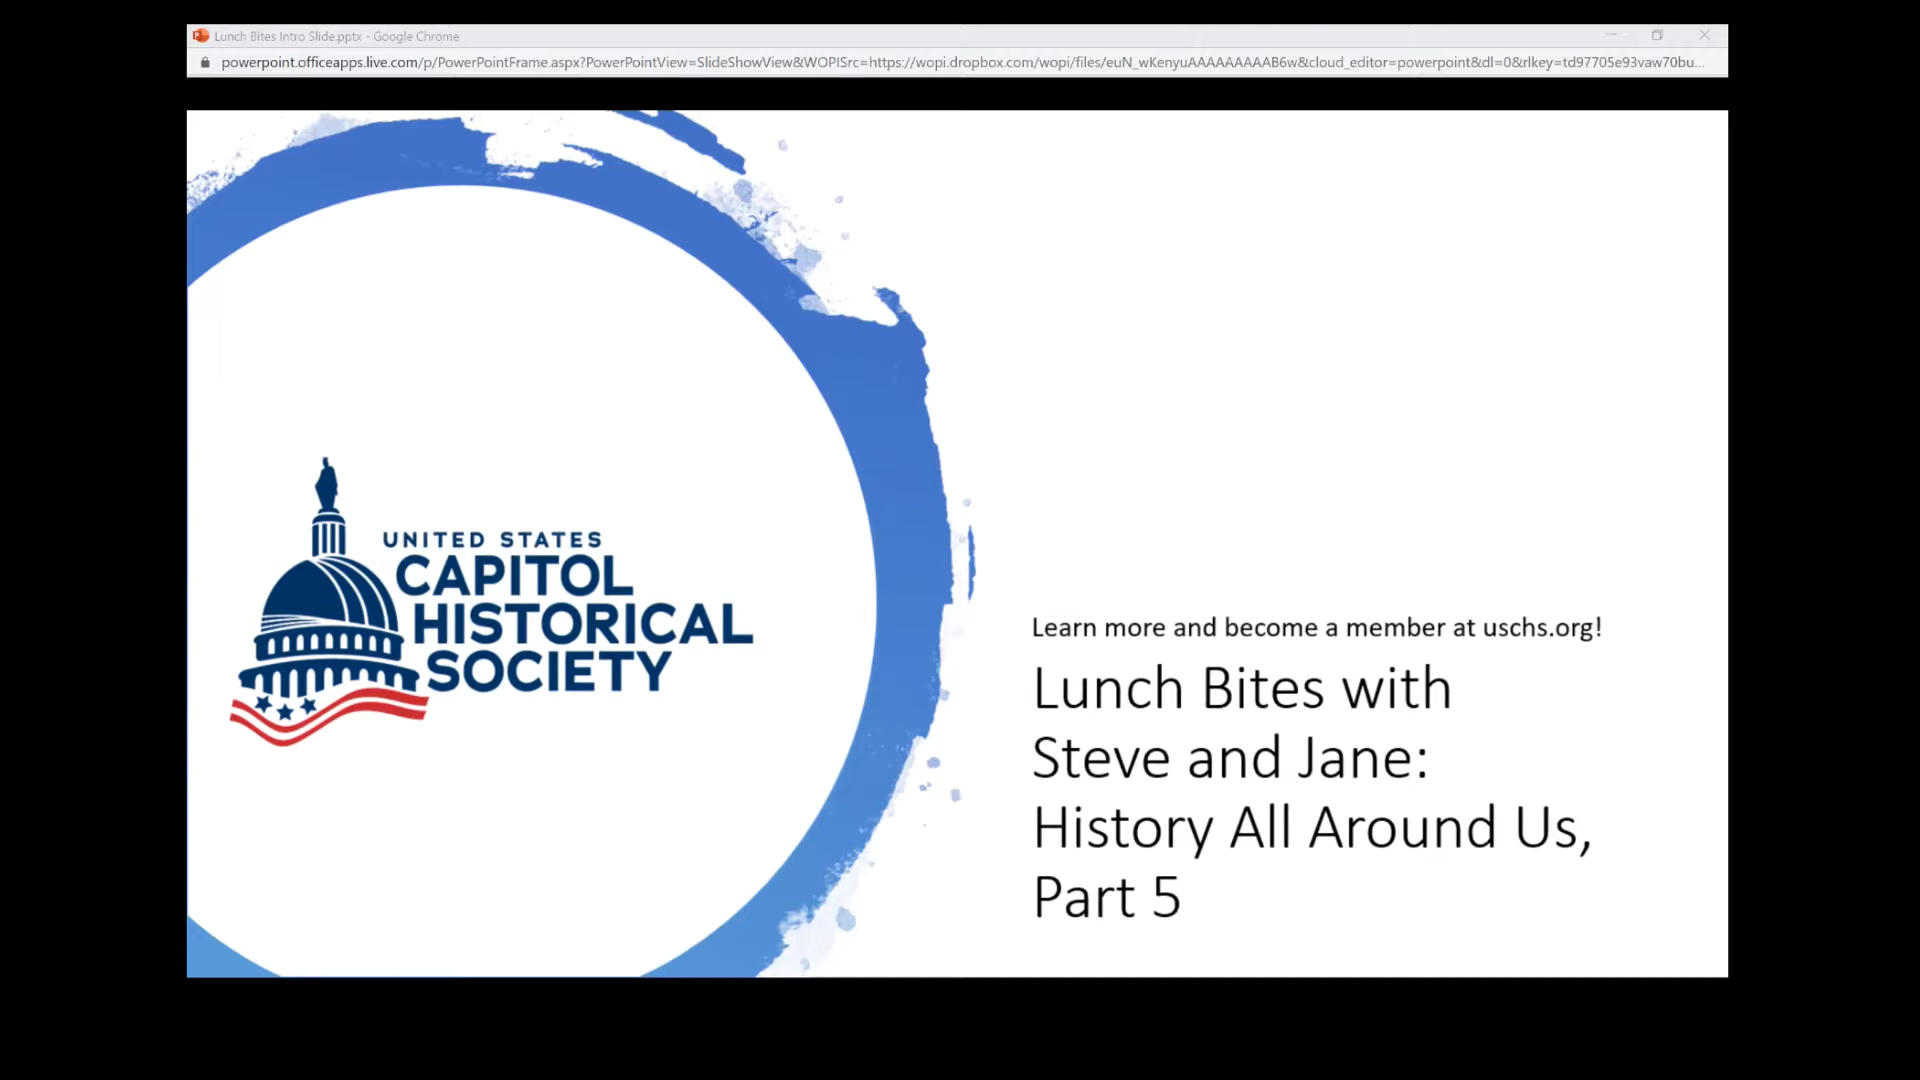 Lunch Bites Intro Slide.pptx - Google Chrome
powerpoint.officeapps.live.com/p/PowerPointFrame.aspx?PowerPointView=SlideShowView&WOPISrc=https://wopi.dropbox.com/wopi/files/euN_wKenyuAAAAAAAAAB6w&cloud_editor=powerpoint&dl=0&rlkey=td97705e93vaw70bu...
UNITED STATES
CAPITOL
HISTORICAL
SOCIETY
Learn more and become a member at uschs.org!
Lunch Bites with
Steve and Jane:
History All Around Us,
Part 5